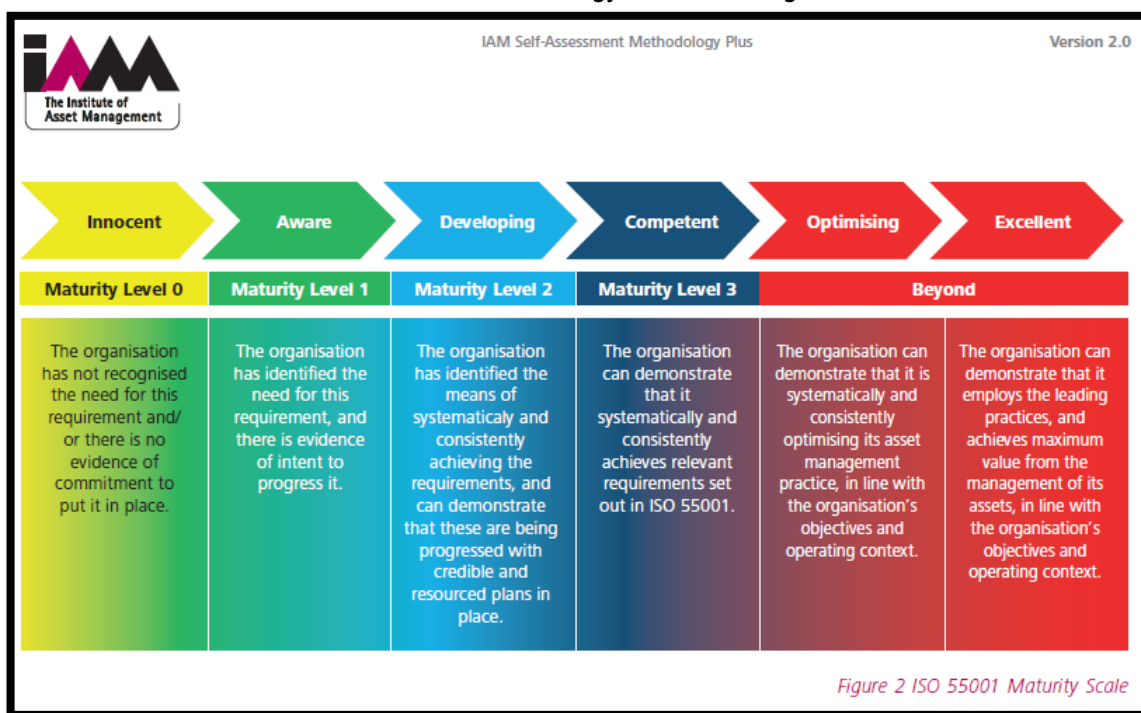 IAM Self-Assessment Methodology Plus
Version 2.0
iAM
The Institute of
Asset Management
Innocent
Aware
Developing
Competent
Optimising
Excellent
Maturity Level 0
Maturity Level 1
Maturity Level 2
Maturity Level 3
Beyond
The organisation
has not recognised
the need for this
requirement and/
or there is no
evidence of
commitment to
put it in place.
The organisation
has identified the
need for this
requirement, and
there is evidence
of intent to
progress it.
The organisation
has identified the
means of
systematicaly and
consistently
achieving the
requirements, and
can demonstrate
that these are being
progressed with
credible and
resourced plans in
place.
The organisation
can demonstrate
that it
systematically and
consistently
achieves relevant
requirements set
out in ISO 55001.
The organisation can
demonstrate that it is
systematically and
consistently
optimising its asset
management
practice, in line with
the organisation's
objectives and
operating context.
The organisation can
demonstrate that it
employs the leading
practices, and
achieves maximum
value from the
management of its
assets, in line with
the organisation's
objectives and
operating context.
Figure 2 ISO 55001 Maturity Scale